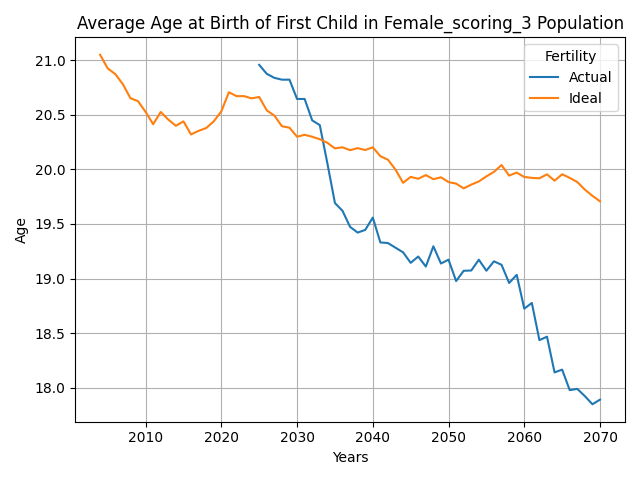 Average Age at Birth of First Child in Female_scoring_3 Population
Fertility
Actual
Ideal
21.0
20.5
20.0
19.5
19.0
18.5
18.0
Age
2010 2020 2030 2040 2050 2060 2070
Years